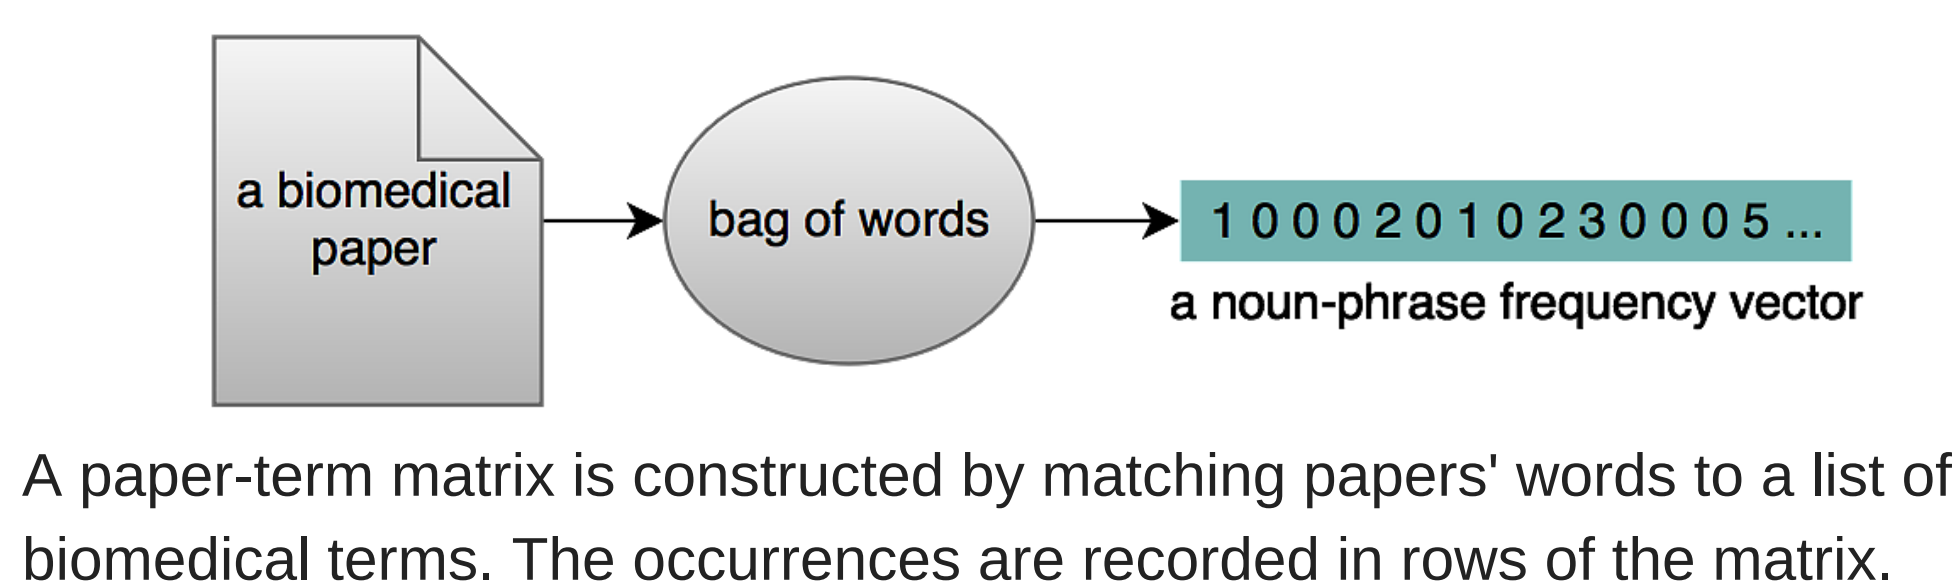 a biomedical
paper
bag of words
1 0 0 0 2 0 1 0 2 3 0 0 0 5 ...
a noun-phrase frequency vector
A paper-term matrix is constructed by matching papers' words to a list of
biomedical terms. The occurrences are recorded in rows of the matrix.